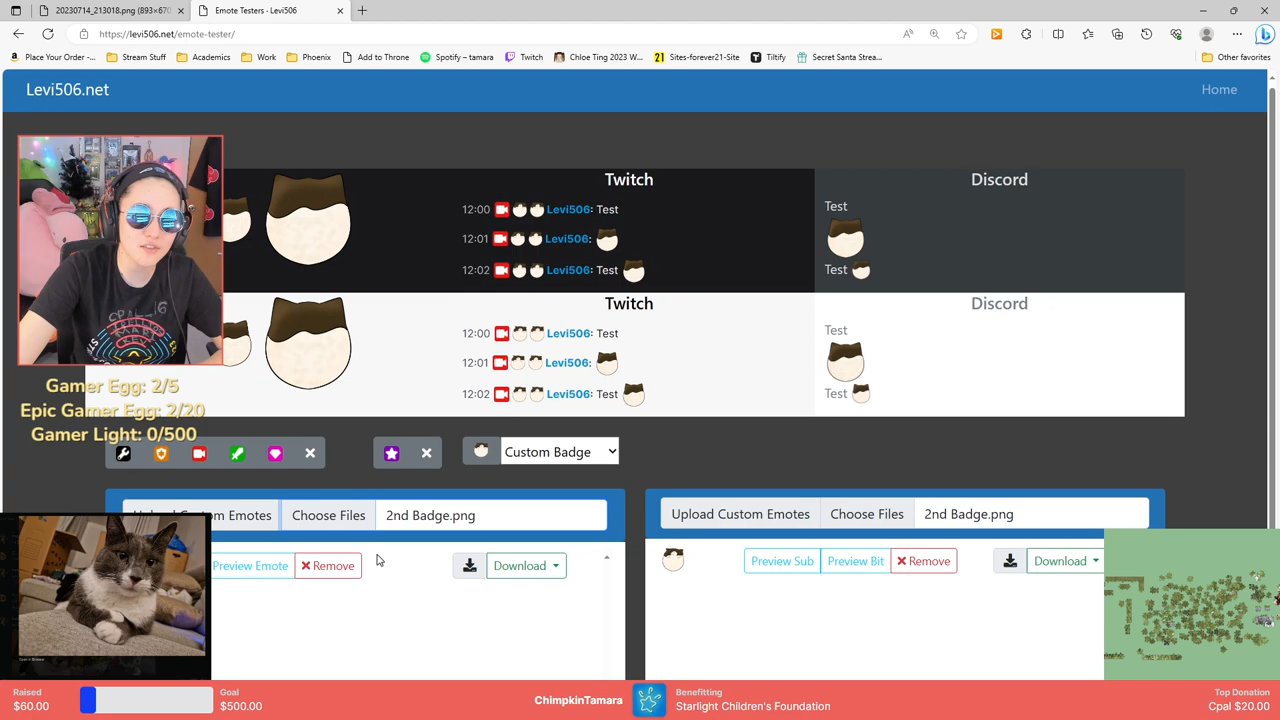 20230714_213018.png (893×670
Emote Testers - Levi506
https://levi506.net/emote-tester/
Place Your Order -...
Stream Stuff
Academics
Work
Phoenix
Add to Throne
Spotify – tamara
Twitch
Chloe Ting 2023 W...
21 Sites-forever21-Site
Tiltify
Secret Santa Strea...
Other favorites
Levi506.net
Home
Twitch
Discord
12:00 Levi506: Test
12:01 Levi506:
12:02 Levi506: Test
Test
Test
Twitch
Discord
12:00 Levi506: Test
12:01 Levi506:
12:02 Levi506: Test
Test
Test
Gamer Egg: 2/5
Epic Gamer Egg: 2/20
Gamer Light: 0/500
Custom Badge
Upload Custom Emotes
Choose Files
2nd Badge.png
Upload Custom Emotes
Choose Files
2nd Badge.png
Preview Emote
Remove
Download
Preview Sub
Preview Bit
Remove
Download
Raised
$60.00
Goal
$500.00
ChimpkinTamara
Benefitting
Starlight Children's Foundation
Top Donation
Cpal $20.00